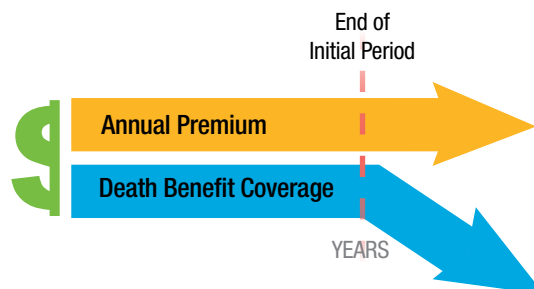 End of
Initial Period
Annual Premium
Death Benefit Coverage
YEARS
$